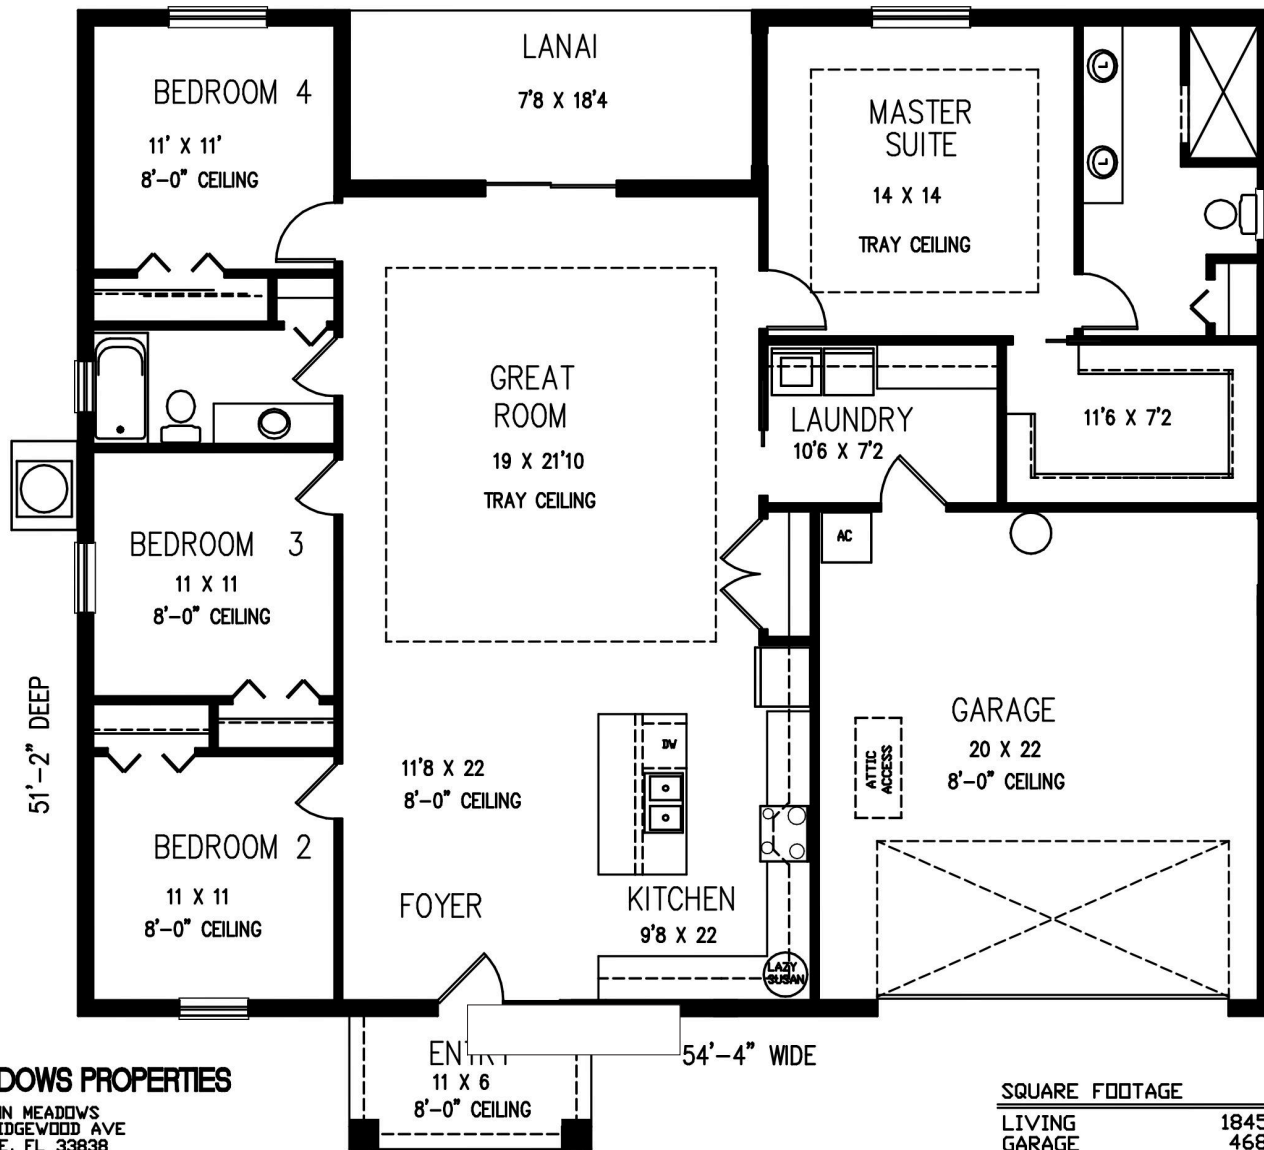 BEDROOM 4
11' X 11'
8'-0" CEILING
LANAI
7'8 X 18'4
MASTER
SUITE
14 X 14
TRAY CEILING
GREAT
ROOM
19 X 21'10
TRAY CEILING
LAUNDRY
10'6 X 7'2
11'6 X 7'2
BEDROOM 3
11 X 11
8'-0" CEILING
AC
51'-2" DEEP
11'8 X 22
8'-0" CEILING
DW
ATTIC
ACCESS
GARAGE
20 X 22
8'-0" CEILING
BEDROOM 2
11 X 11
8'-0" CEILING
FOYER
KITCHEN
9'8 X 22
LAZY
SUSAN
54'-4" WIDE
ENTRY
11 X 6
8'-0" CEILING
DOWS PROPERTIES
IN MEADOWS
IDGEWOOD AVE
E, FL 33838
SQUARE FOOTAGE
LIVING 1845
GARAGE 468